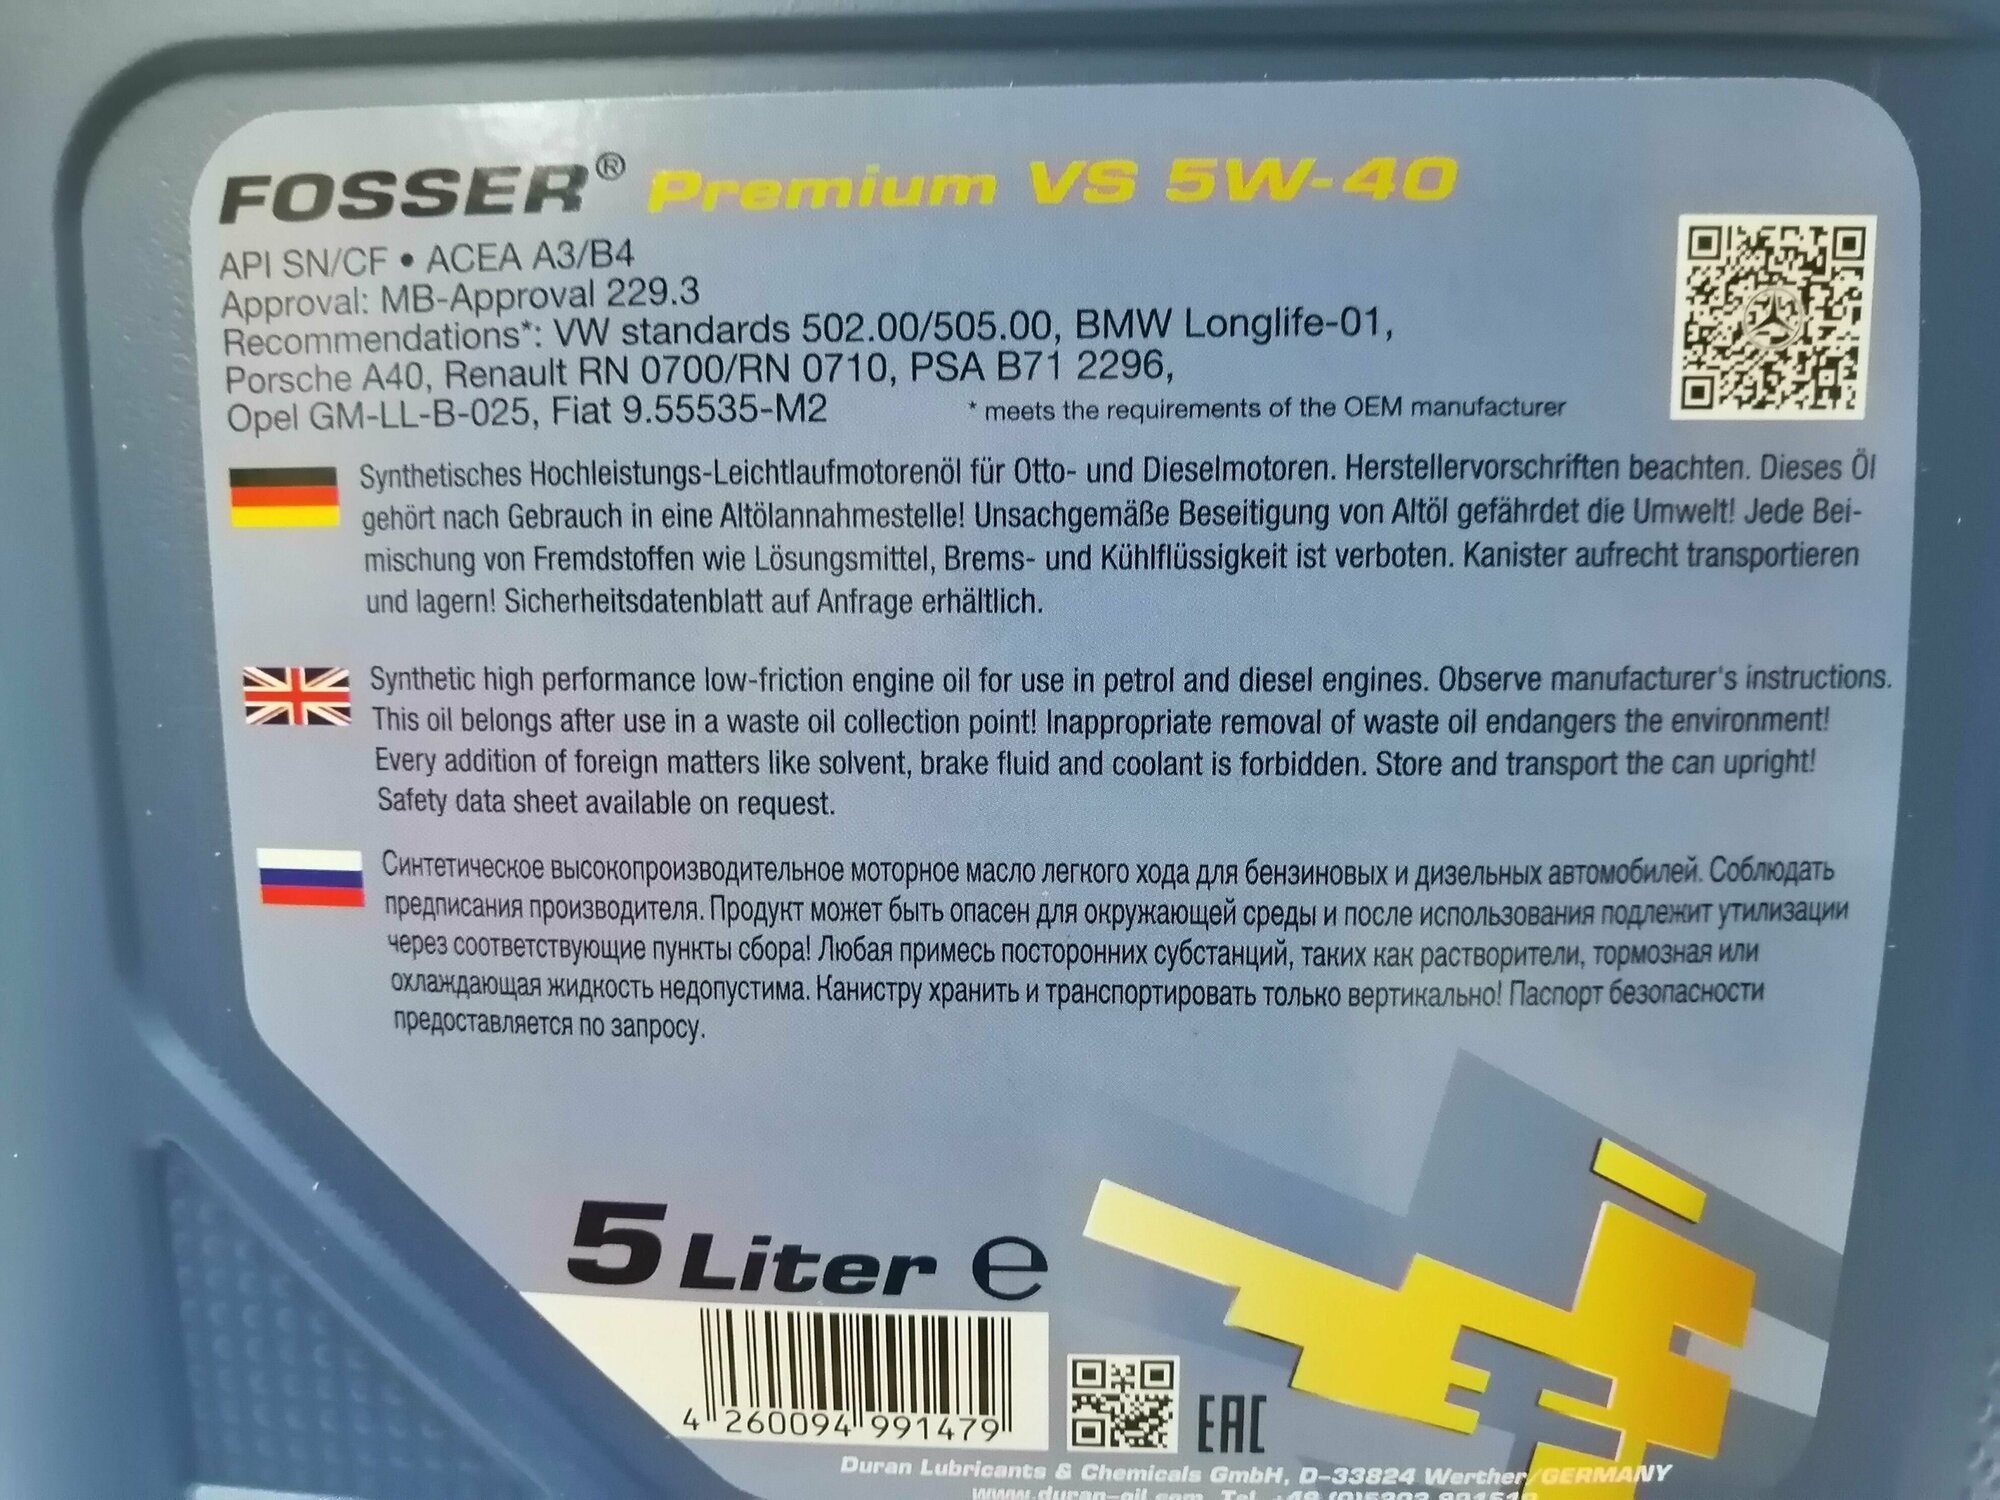 FOSSER® Premium VS 5W-40
API SN/CF • ACEA A3/B4
Approval: MB-Approval 229.3
Recommendations*: VW standards 502.00/505.00, BMW Longlife-01,
Porsche A40, Renault RN 0700/RN 0710, PSA B71 2296,
Opel GM-LL-B-025, Fiat 9.55535-M2 * meets the requirements of the OEM manufacturer
Synthetisches Hochleistungs-Leichtlaufmotorenöl für Otto- und Dieselmotoren. Herstellervorschriften beachten. Dieses Öl
gehört nach Gebrauch in eine Altölannahmestelle! Unsachgemäße Beseitigung von Altöl gefährdet die Umwelt! Jede Bei-
mischung von Fremdstoffen wie Lösungsmittel, Brems- und Kühlflüssigkeit ist verboten. Kanister aufrecht transportieren
und lagern! Sicherheitsdatenblatt auf Anfrage erhältlich.
Synthetic high performance low-friction engine oil for use in petrol and diesel engines. Observe manufacturer's instructions.
This oil belongs after use in a waste oil collection point! Inappropriate removal of waste oil endangers the environment!
Every addition of foreign matters like solvent, brake fluid and coolant is forbidden. Store and transport the can upright!
Safety data sheet available on request.
Синтетическое высокопроизводительное моторное масло легкого хода для бензиновых и дизельных автомобилей. Соблюдать
предписания производителя. Продукт может быть опасен для окружающей среды и после использования подлежит утилизации
через соответствующие пункты сбора! Любая примесь посторонних субстанций, таких как растворители, тормозная или
охлаждающая жидкость недопустима. Канистру хранить и транспортировать только вертикально! Паспорт безопасности
предоставляется по запросу.
5 Liter e
4 260094 991479
EAC
Duran Lubricants & Chemicals GmbH, D-33824 Werther/GERMANY
www.duran-oil.com Tel.